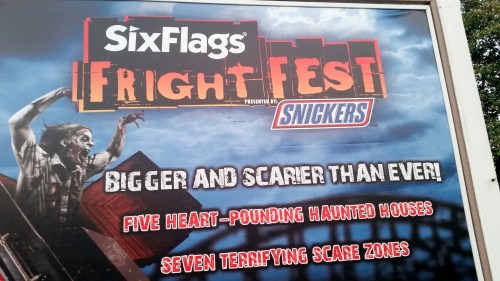 SixFlags®
FRIGHT FEST®
PRESENTED BY:
SNICKERS
BIGGER AND SCARIER THAN EVER!
FIVE HEART-POUNDING HAUNTED HOUSES
SEVEN TERRIFYING SCARE ZONES